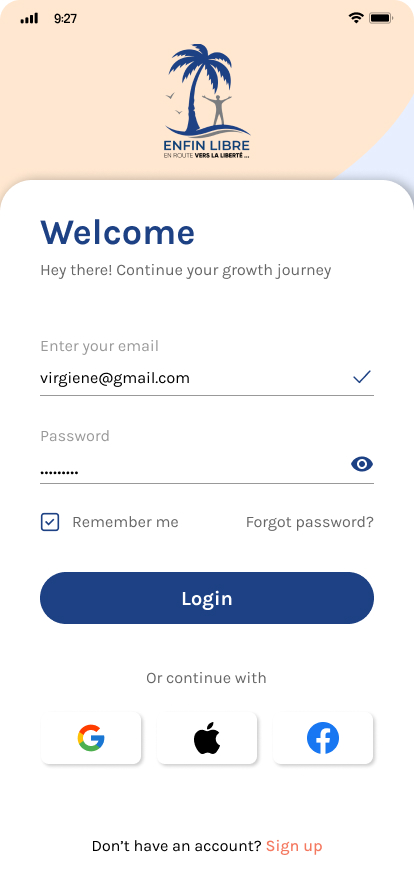 9:27
ENFIN LIBRE
EN ROUTE VERS LA LIBERTÉ ...
Welcome
Hey there! Continue your growth journey
Enter your email
virgiene@gmail.com
Password
.........
Remember me
Forgot password?
Login
Or continue with
Don't have an account? Sign up